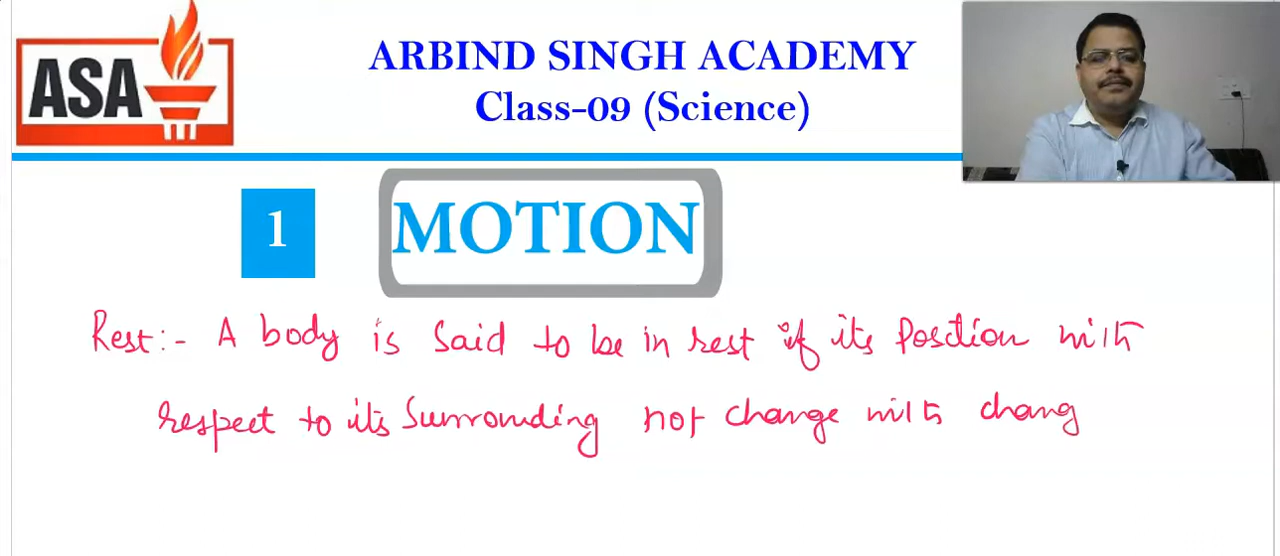 ASA
ARBIND SINGH ACADEMY
Class-09 (Science)
1
MOTION
Rest:- A body is said to be in rest if its Position with
respect to its surrounding not change with chang